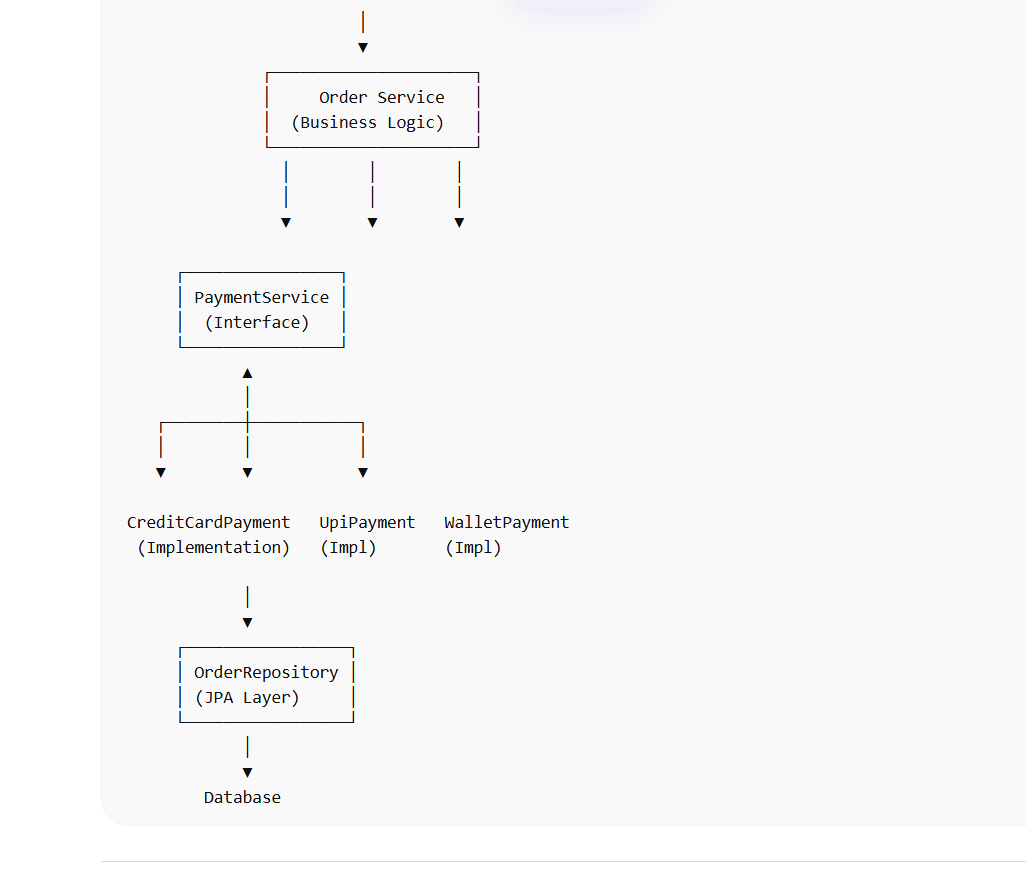 Order Service
(Business Logic)
PaymentService
(Interface)
CreditCardPayment UpiPayment WalletPayment
(Implementation) (Impl) (Impl)
OrderRepository
(JPA Layer)
Database